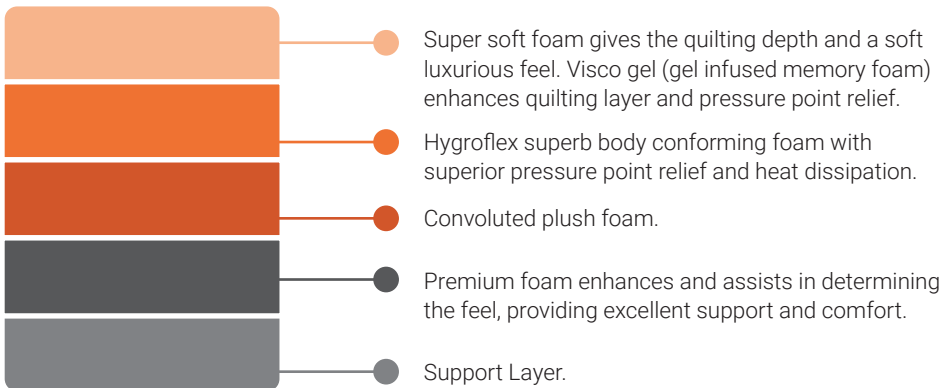 Super soft foam gives the quilting depth and a soft
luxurious feel. Visco gel (gel infused memory foam)
enhances quilting layer and pressure point relief.
Hygroflex superb body conforming foam with
superior pressure point relief and heat dissipation.
Convoluted plush foam.
Premium foam enhances and assists in determining
the feel, providing excellent support and comfort.
Support Layer.